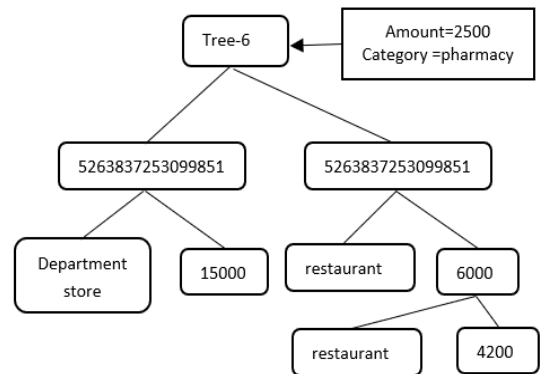 Tree-6
Amount=2500
Category =pharmacy
5263837253099851
5263837253099851
Department
store
15000
restaurant
6000
restaurant
4200